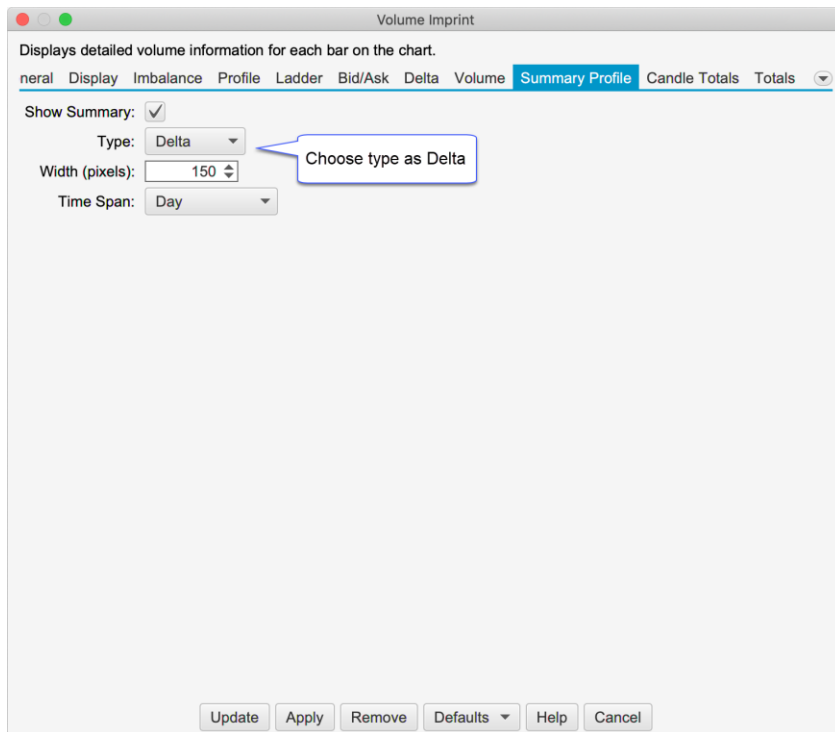 Volume Imprint
Displays detailed volume information for each bar on the chart.
neral Display Imbalance Profile Ladder Bid/Ask Delta Volume Summary Profile Candle Totals Totals
Show Summary:
Type: Delta
Choose type as Delta
Width (pixels): 150
Time Span: Day
Update Apply Remove Defaults Help Cancel